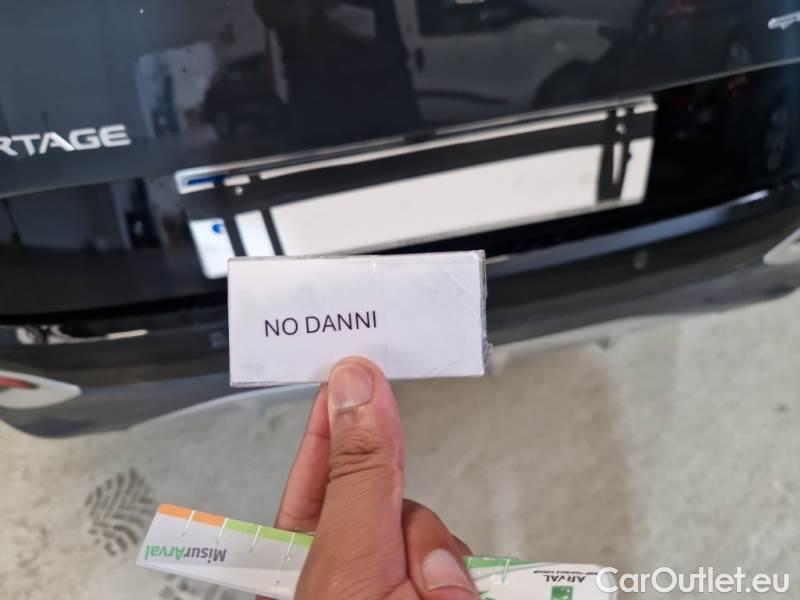 RTAGE
NO DANNI
MisurArval
ARVAL
CarOutlet.eu